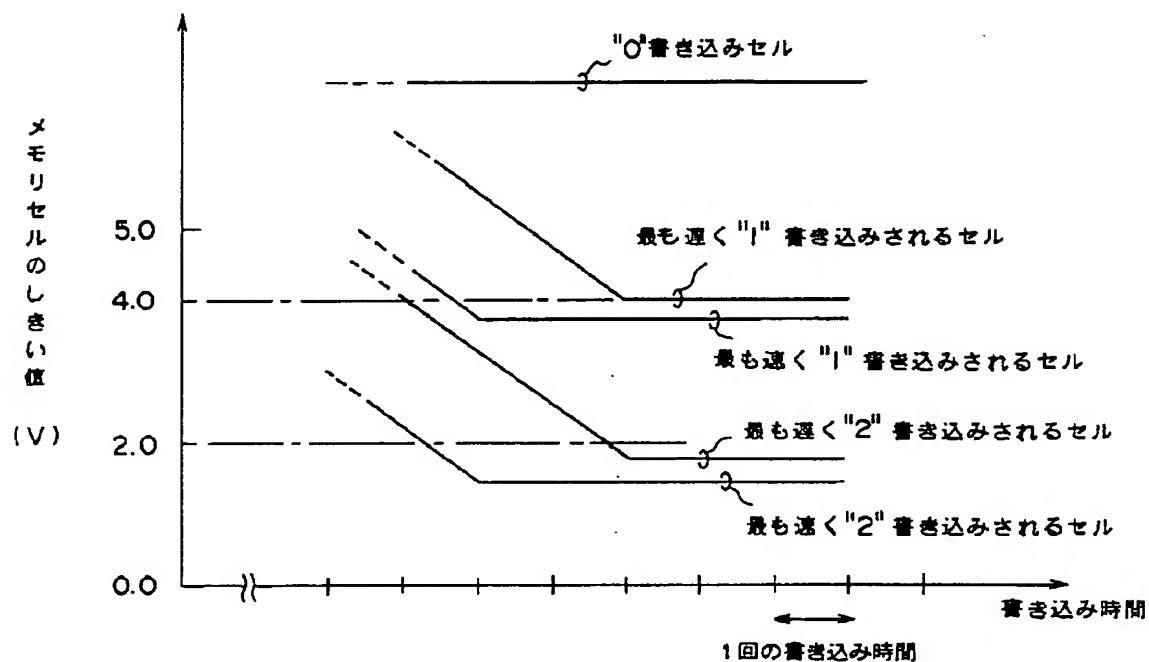 "0"書き込みセル
メモリセルのしきい値
(V)
5.0
最も遅く"1"書き込みされるセル
4.0
最も速く"1"書き込みされるセル
2.0
最も遅く"2"書き込みされるセル
最も速く"2"書き込みされるセル
0.0
書き込み時間
1回の書き込み時間